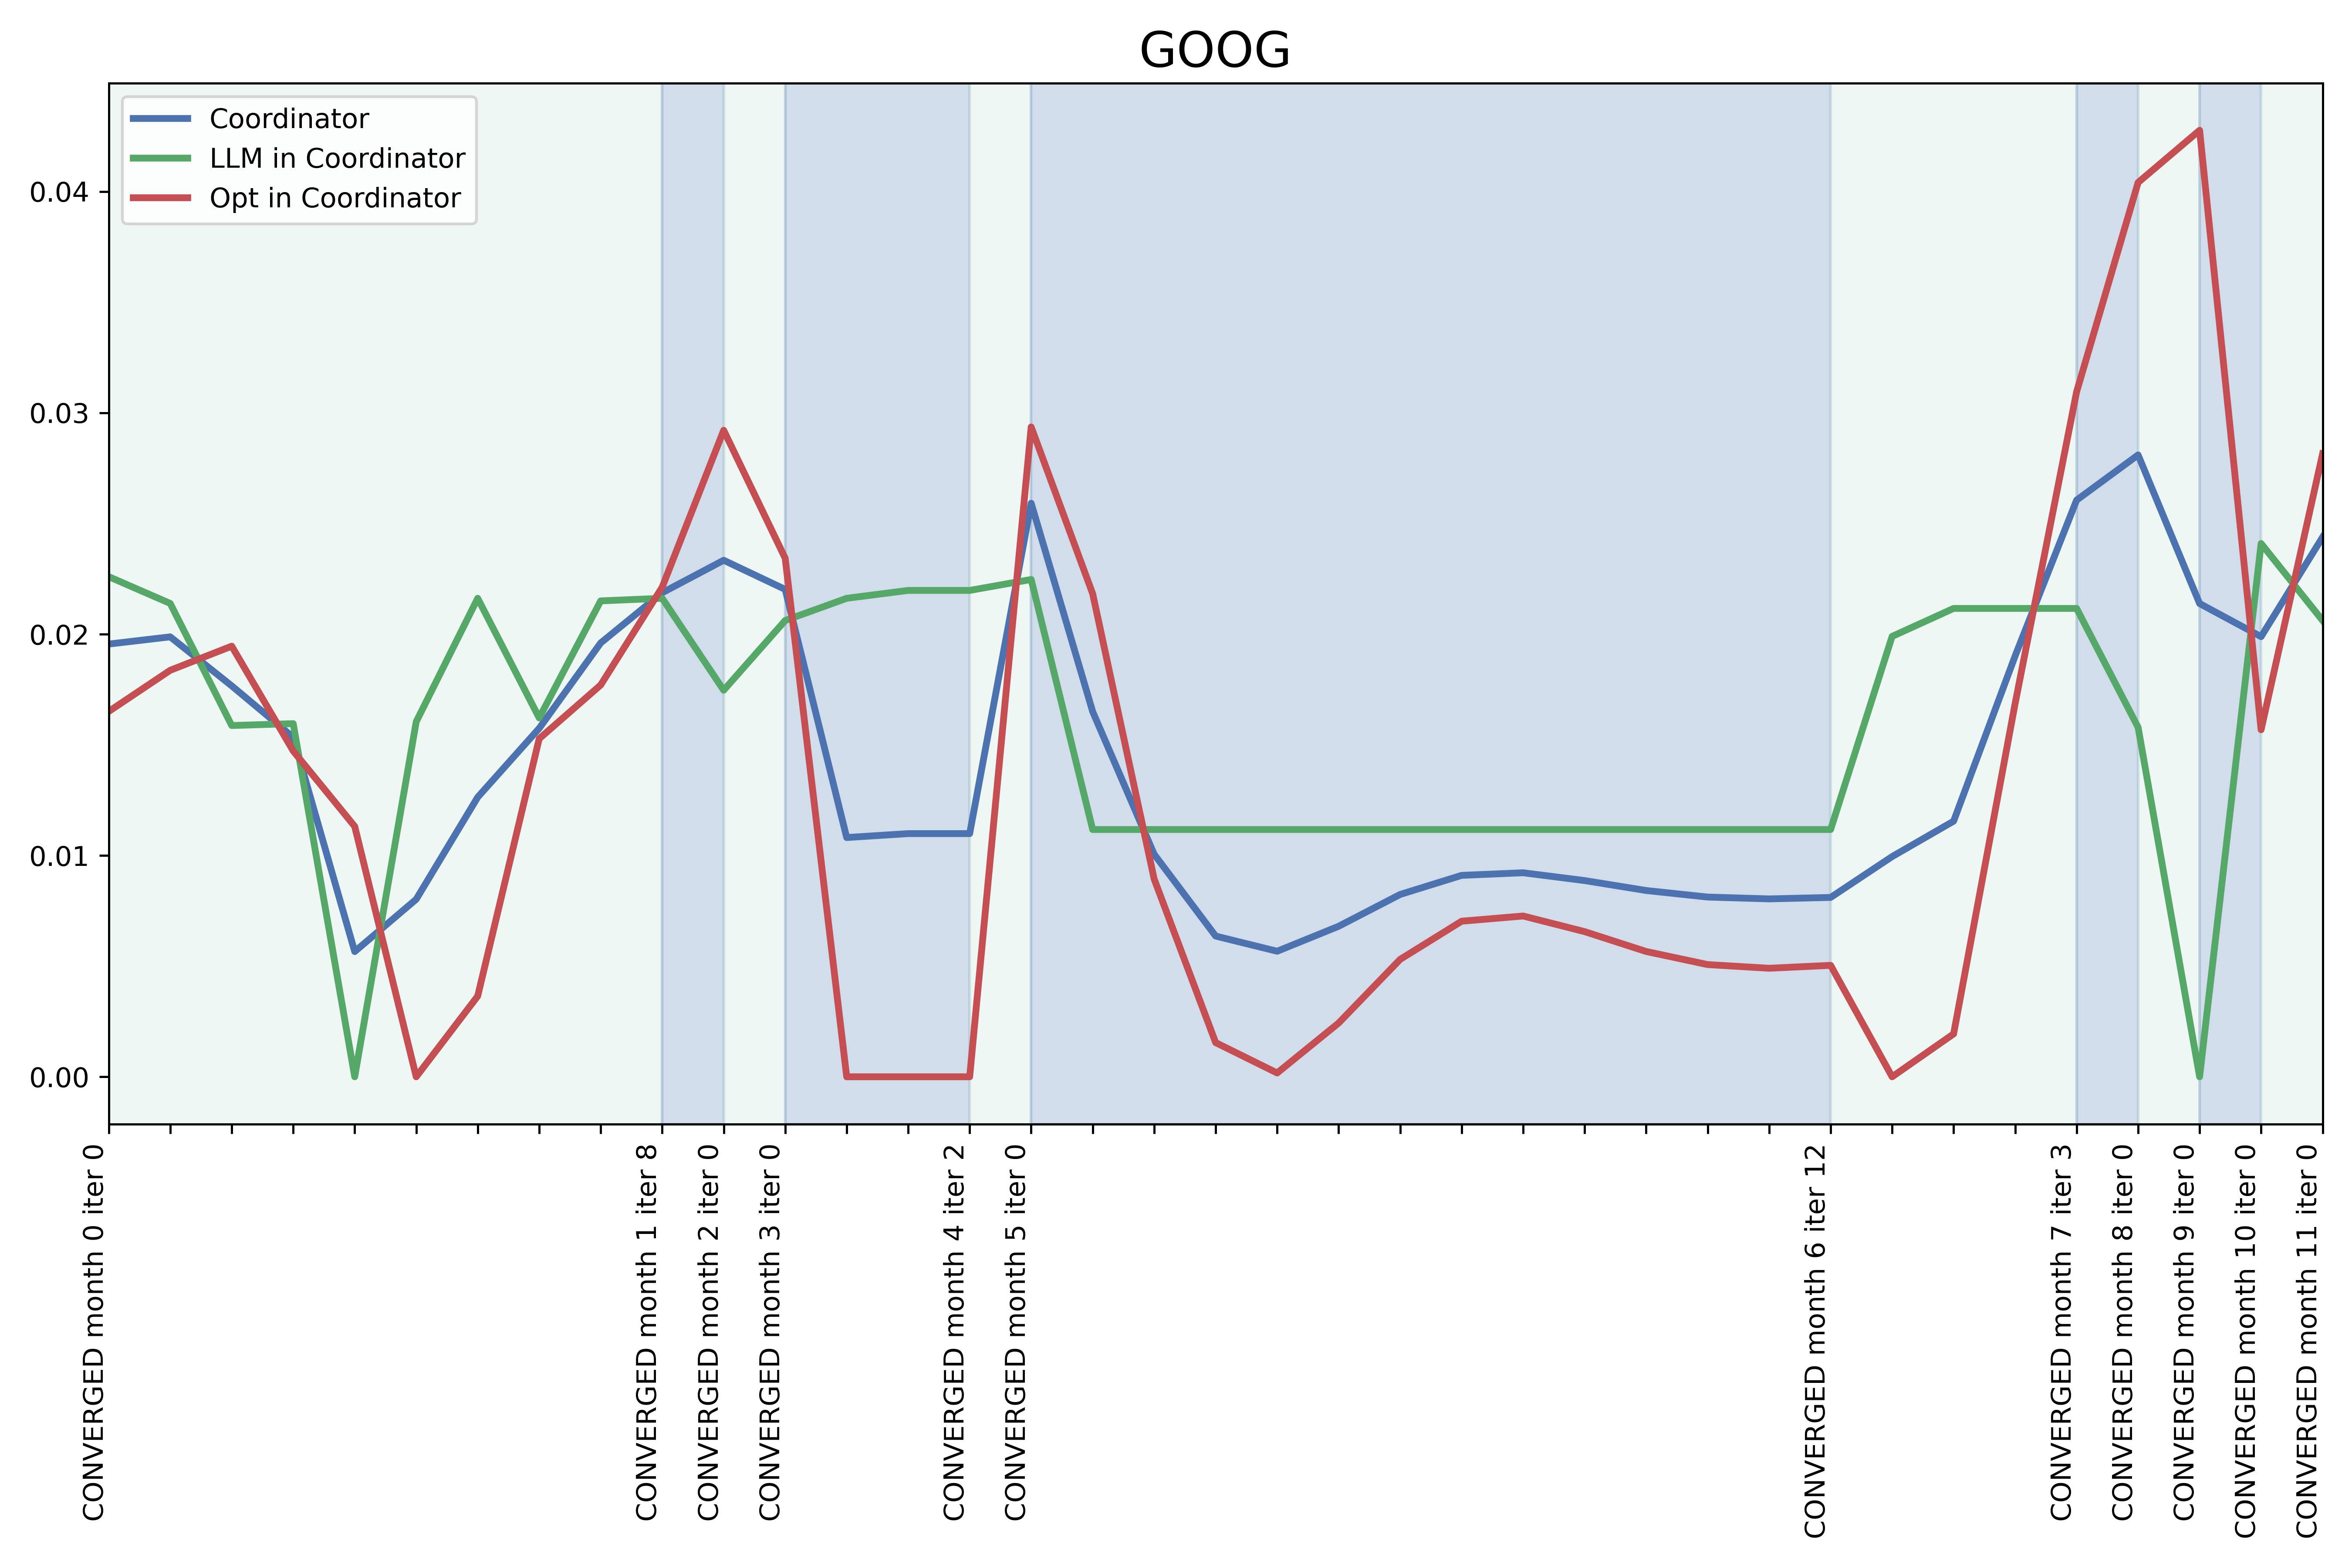 GOOG
Coordinator
LLM in Coordinator
Opt in Coordinator
0.04
0.03
0.02
0.01
0.00
CONVERGED month 0 iter 0
CONVERGED month 1 iter 8
CONVERGED month 2 iter 0
CONVERGED month 3 iter 0
CONVERGED month 4 iter 2
CONVERGED month 5 iter 0
CONVERGED month 6 iter 12
CONVERGED month 7 iter 3
CONVERGED month 8 iter 0
CONVERGED month 9 iter 0
CONVERGED month 10 iter 0
CONVERGED month 11 iter 0